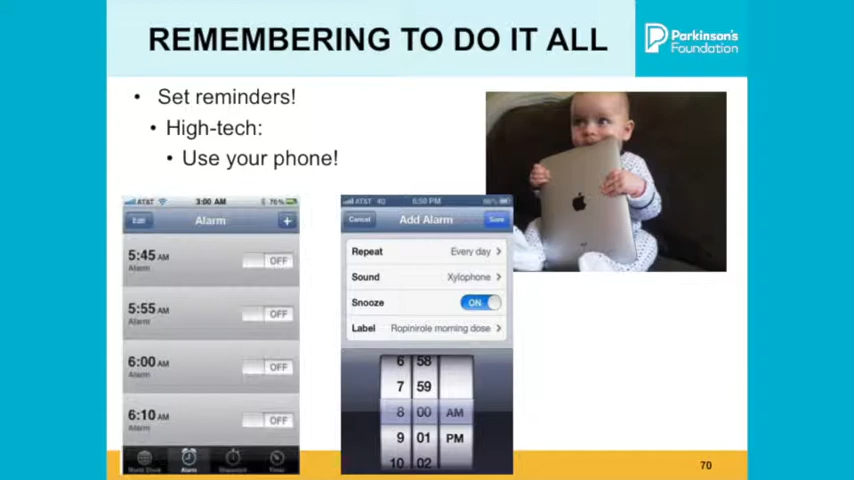 REMEMBERING TO DO IT ALL
Parkinson's
Foundation
• Set reminders!
• High-tech:
• Use your phone!
AT&T 3:00 AM 76%
Edit Alarm +
5:45 AM
Alarm
OFF
5:55 AM
Alarm
OFF
6:00 AM
Alarm
OFF
6:10 AM
Alarm
OFF
World Clock Alarm Stopwatch Timer
AT&T 4G 6:50 PM
Cancel Add Alarm Save
Repeat Every day
Sound Xylophone
Snooze ON
Label Ropinirole morning dose
6 58
7 59
8 00 AM
9 01 PM
10 02
70